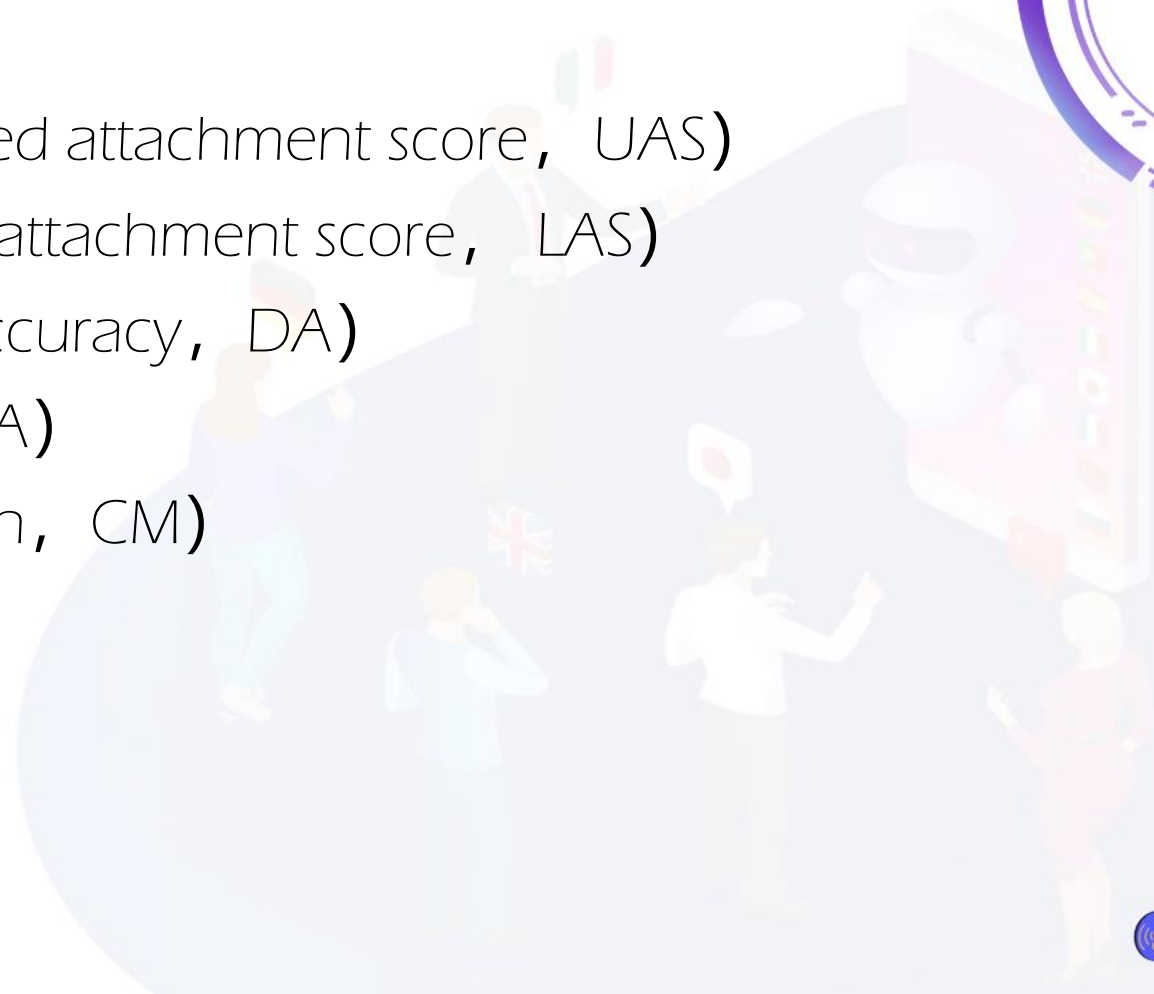 ed attachment score, UAS)
attachment score, LAS)
ccuracy, DA)
A)
n, CM)